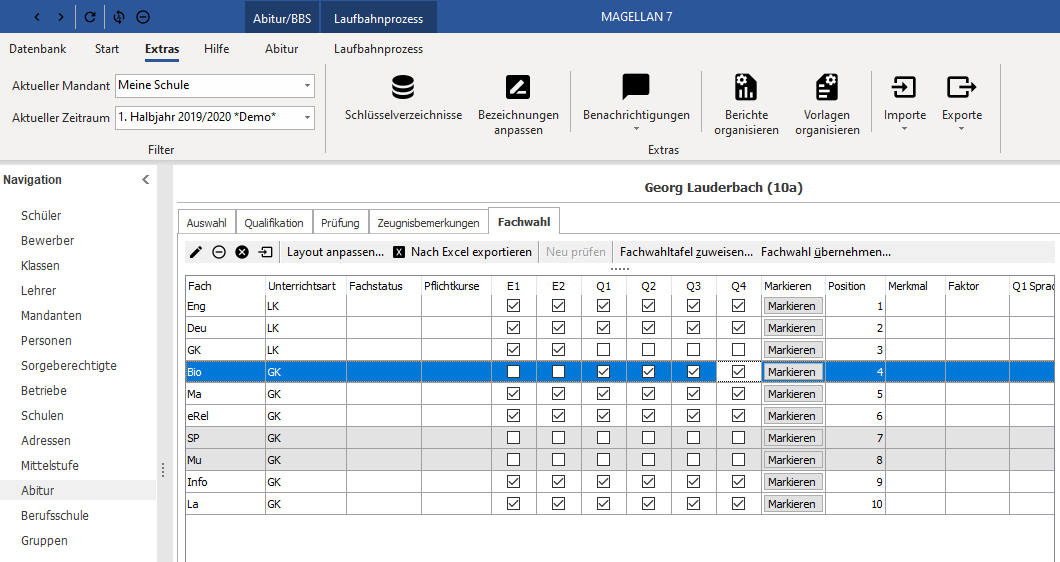 Abitur/BBS Laufbahnprozess MAGELLAN 7
Datenbank Start Extras Hilfe Abitur Laufbahnprozess
Aktueller Mandant Meine Schule
Aktueller Zeitraum 1. Halbjahr 2019/2020 *Demo*
Filter
Schlüsselverzeichnisse
Bezeichnungen
anpassen
Benachrichtigungen
Berichte
organisieren
Vorlagen
organisieren
Importe
Exporte
Extras
Navigation
Schüler
Bewerber
Klassen
Lehrer
Mandanten
Personen
Sorgeberechtigte
Betriebe
Schulen
Adressen
Mittelstufe
Abitur
Berufsschule
Gruppen
Georg Lauderbach (10a)
Auswahl Qualifikation Prüfung Zeugnisbemerkungen Fachwahl
Layout anpassen... X Nach Excel exportieren Neu prüfen Fachwahltafel zuweisen... Fachwahl übernehmen...
Fach Unterrichtsart Fachstatus Pflichtkurse E1 E2 Q1 Q2 Q3 Q4 Markieren Position Merkmal Faktor Q1 Sprac
Eng LK Markieren 1
Deu LK Markieren 2
GK LK Markieren 3
Bio GK Markieren 4
Ma GK Markieren 5
eRel GK Markieren 6
SP GK Markieren 7
Mu GK Markieren 8
Info GK Markieren 9
La GK Markieren 10